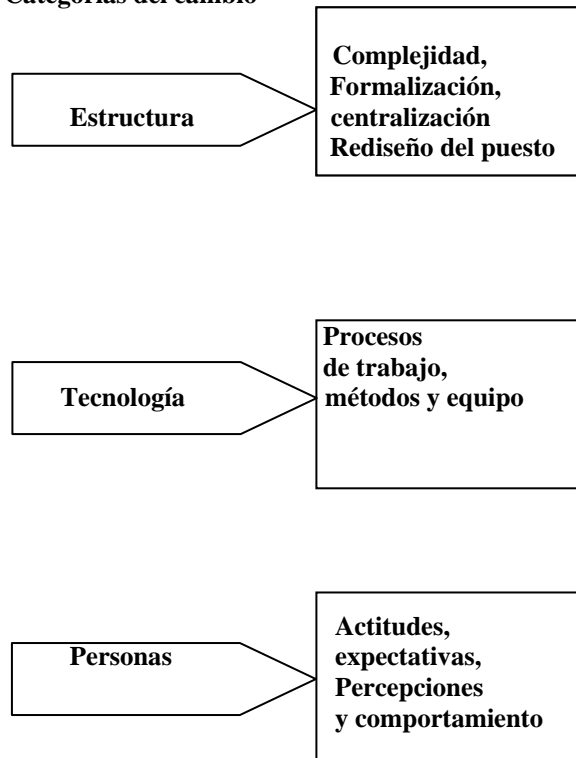 Categorías del cambio
Estructura
Complejidad,
Formalización,
centralización
Rediseño del puesto
Tecnología
Procesos
de trabajo,
métodos y equipo
Personas
Actitudes,
expectativas,
Percepciones
y comportamiento